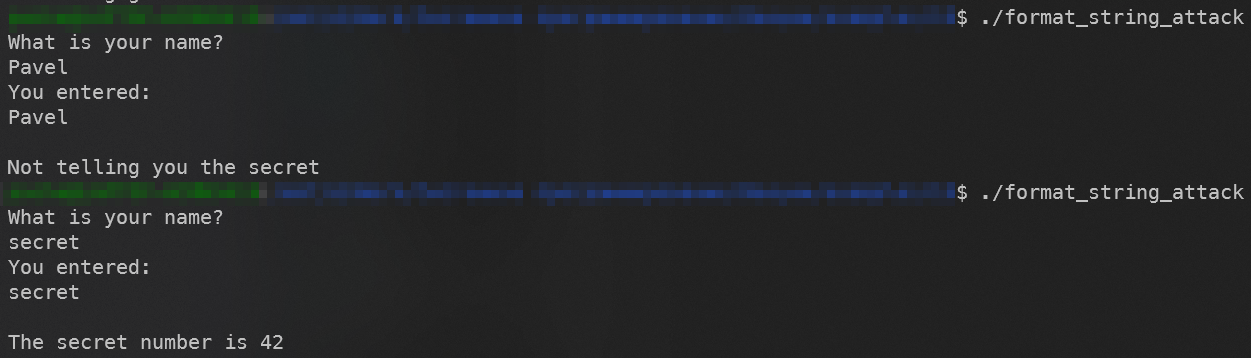 $ ./format_string_attack
What is your name?
Pavel
You entered:
Pavel
Not telling you the secret
$ ./format_string_attack
What is your name?
secret
You entered:
secret
The secret number is 42